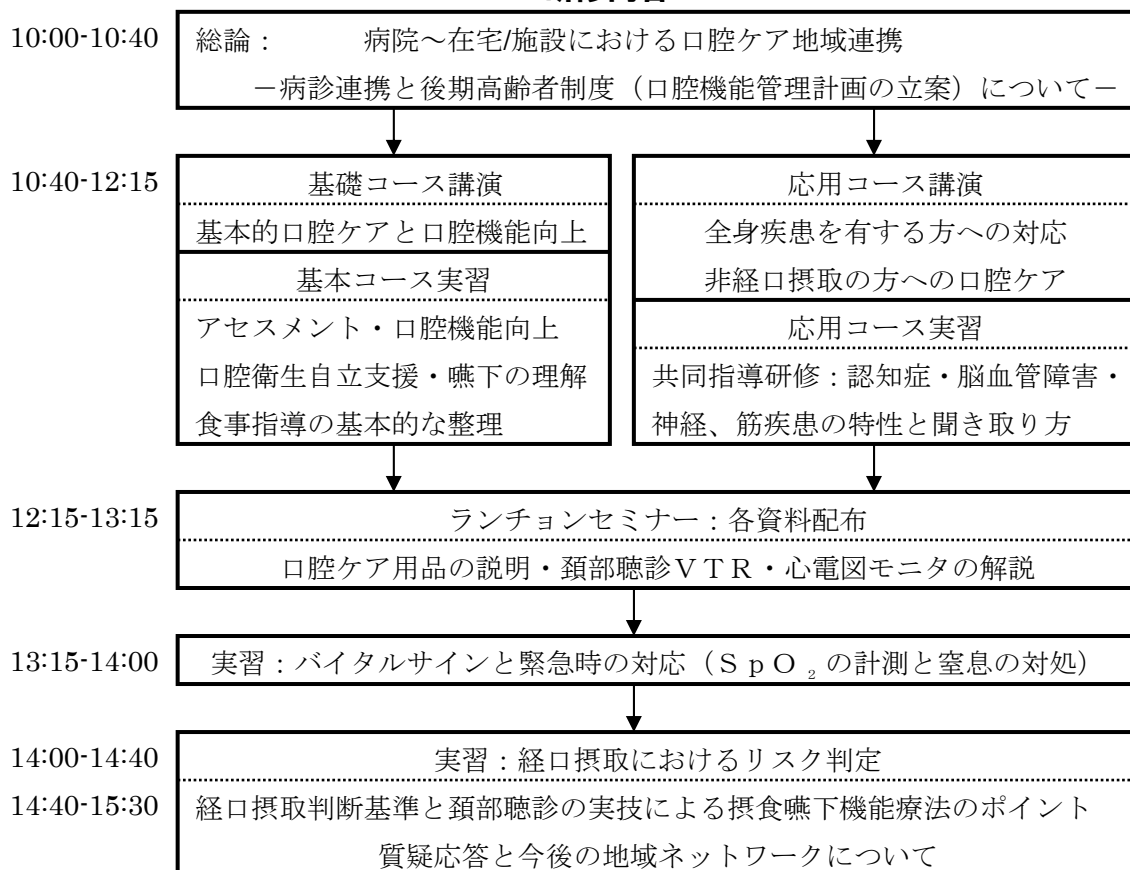 10:00-10:40
総論： 病院～在宅/施設における口腔ケア地域連携
－病診連携と後期高齢者制度（口腔機能管理計画の立案）について－
10:40-12:15
基礎コース講演
基本的口腔ケアと口腔機能向上
基本コース実習
アセスメント・口腔機能向上
口腔衛生自立支援・嚥下の理解
食事指導の基本的な整理
応用コース講演
全身疾患を有する方への対応
非経口摂取の方への口腔ケア
応用コース実習
共同指導研修：認知症・脳血管障害・
神経、筋疾患の特性と聞き取り方
12:15-13:15
ランチョンセミナー：各資料配布
口腔ケア用品の説明・頚部聴診ＶＴＲ・心電図モニタの解説
13:15-14:00
実習：バイタルサインと緊急時の対応（ＳｐＯ₂の計測と窒息の対処）
14:00-14:40
実習：経口摂取におけるリスク判定
14:40-15:30
経口摂取判断基準と頚部聴診の実技による摂食嚥下機能療法のポイント
質疑応答と今後の地域ネットワークについて